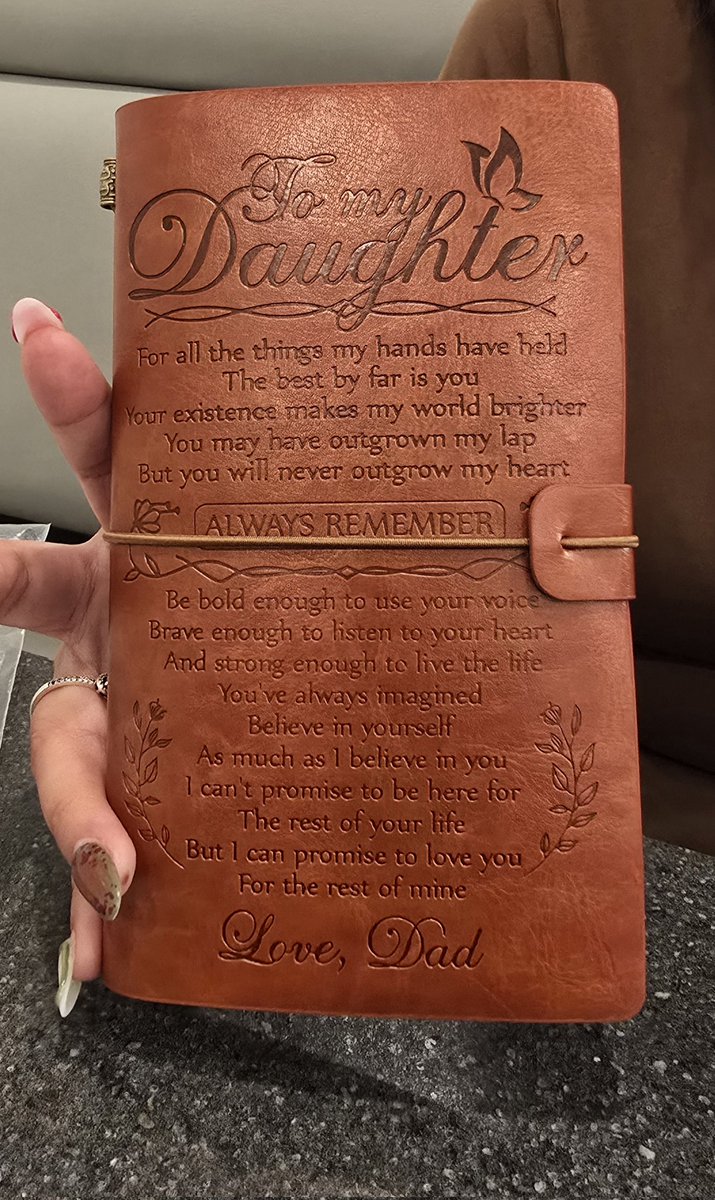 To my
Daughter
For all the things my hands have held
The best by far is you
Your existence makes my world brighter
You may have outgrown my lap
But you will never outgrow my heart
ALWAYS REMEMBER
Be bold enough to use your voice
Brave enough to listen to your heart
And strong enough to live the life
You've always imagined
Believe in yourself
As much as I believe in you
I can't promise to be here for
The rest of your life
But I can promise to love you
For the rest of mine
Love, Dad